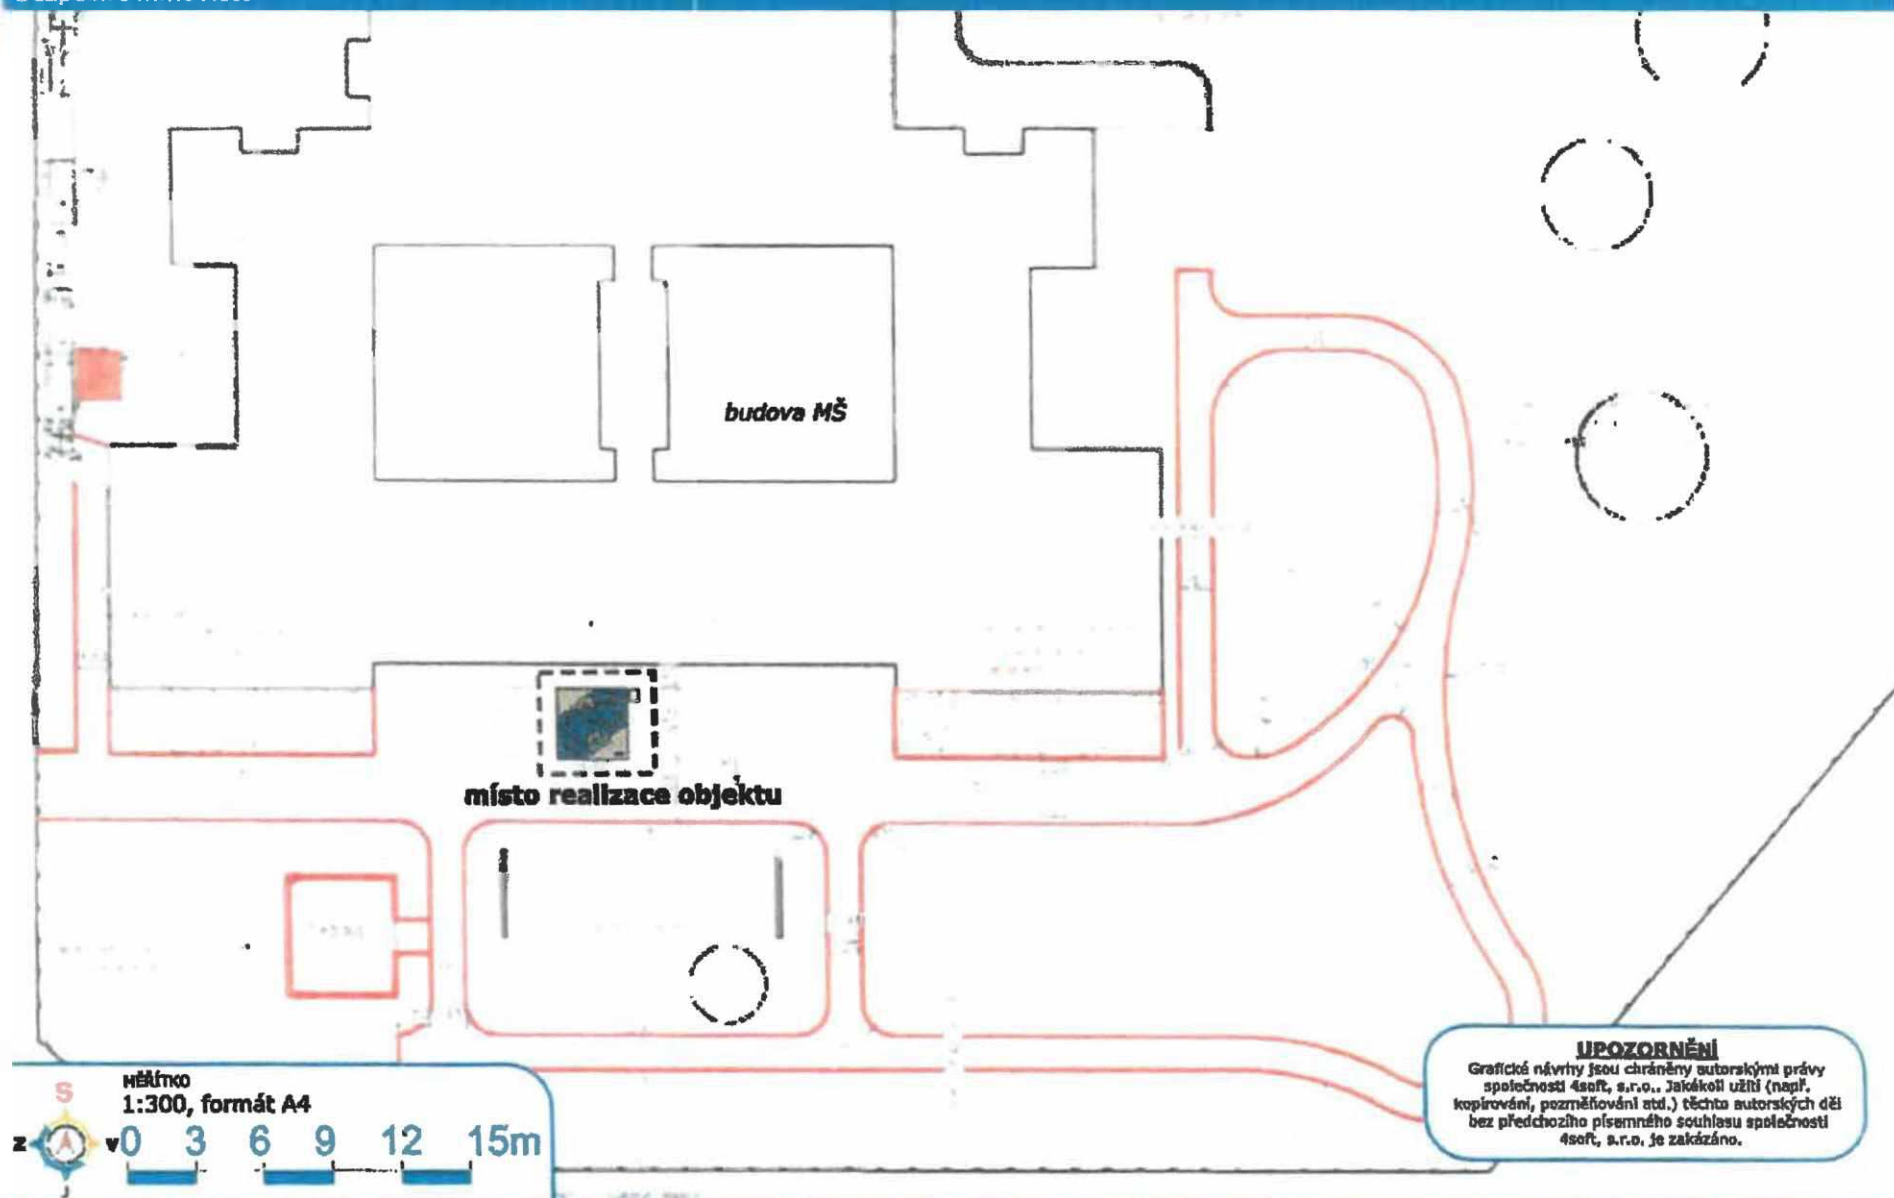 budova MŠ
místo realizace objektu
UPOZORNĚNÍ
Grafické návrhy jsou chráněny autorskými právy
společnosti 4soft, s.r.o.. Jakékoli užití (např.
kopírování, pozměňování atd.) těchto autorských děl
bez předchozího písemného souhlasu společnosti
4soft, s.r.o. je zakázáno.
MĚŘÍTKO
1:300, formát A4
S
Z
V
J
0 3 6 9 12 15m